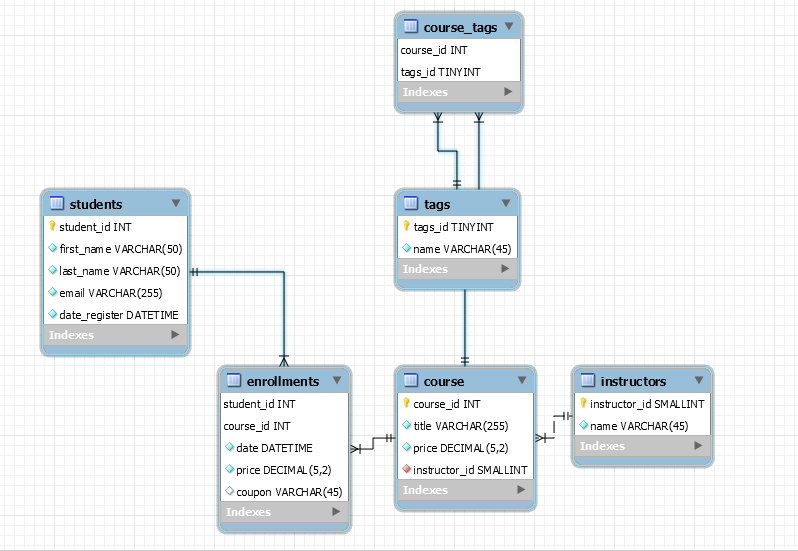 course_tags
course_id INT
tags_id TINYINT
Indexes
students
student_id INT
first_name VARCHAR(50)
last_name VARCHAR(50)
email VARCHAR(255)
date_register DATETIME
Indexes
tags
tags_id TINYINT
name VARCHAR(45)
Indexes
enrollments
student_id INT
course_id INT
date DATETIME
price DECIMAL(5,2)
coupon VARCHAR(45)
Indexes
course
course_id INT
title VARCHAR(255)
price DECIMAL(5,2)
instructor_id SMALLINT
Indexes
instructors
instructor_id SMALLINT
name VARCHAR(45)
Indexes